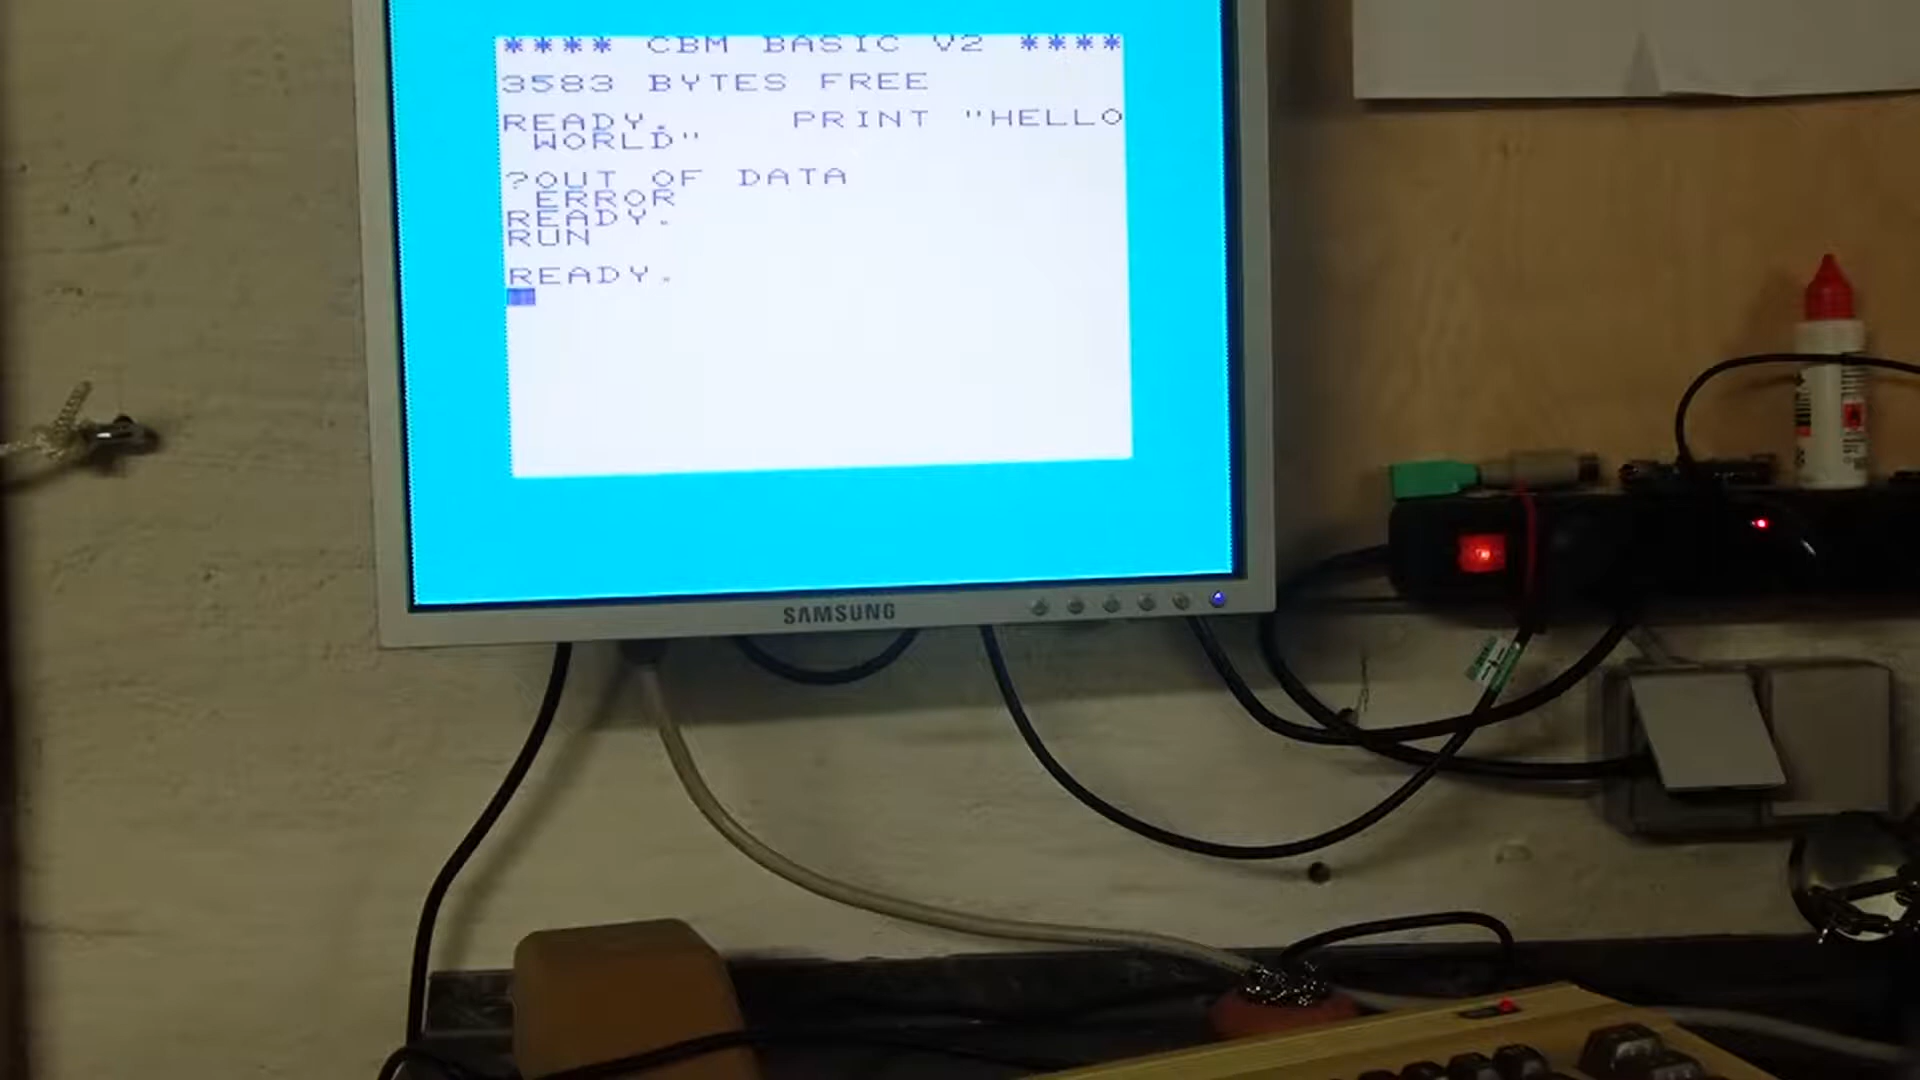 **** CBM BASIC V2 ****
3583 BYTES FREE
READY.    PRINT "HELLO
 WORLD"
?OUT OF DATA
 ERROR
READY.
RUN
READY.
SAMSUNG